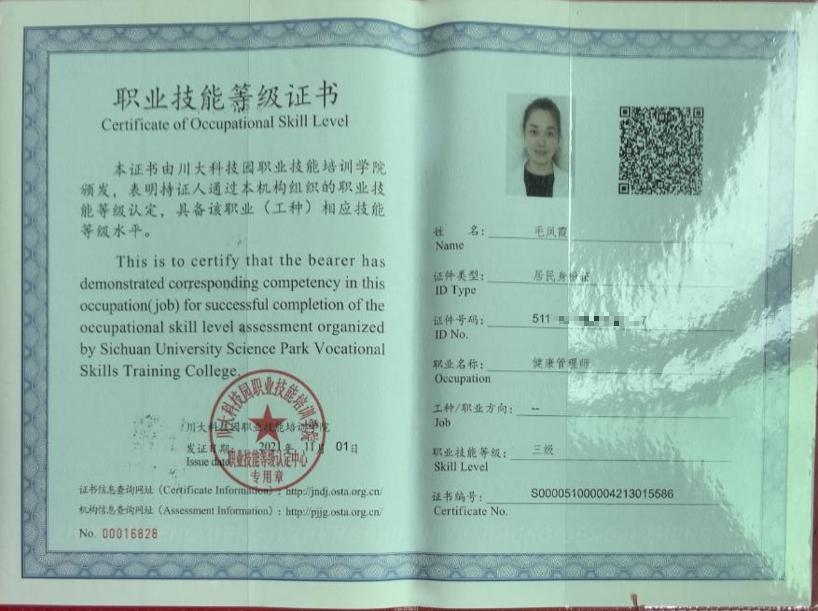 职业技能等级证书
Certificate of Occupational Skill Level
本证书由川大科技园职业技能培训学院
颁发，表明持证人通过本机构组织的职业技
能等级认定，具备该职业（工种）相应技能
等级水平。
This is to certify that the bearer has
demonstrated corresponding competency in this
occupation(job) for successful completion of the
occupational skill level assessment organized
by Sichuan University Science Park Vocational
Skills Training College.
川大科技园职业技能培训学院
职业技能等级认定中心
专用章
川大科技园职业技能培训学院
发证日期: 2021年 11月 01日
Issue date
证书信息查询网址（Certificate Information）: http://jndj.osta.org.cn/
机构信息查询网址（Assessment Information）: http://pjjg.osta.org.cn/
No. 00016828
姓 名: 毛凤霞
Name
证件类型: 居民身份证
ID Type
证件号码: 511 7
ID No.
职业名称: 健康管理师
Occupation
工种/职业方向: --
Job
职业技能等级: 三级
Skill Level
证书编号: S000051000004213015586
Certificate No.